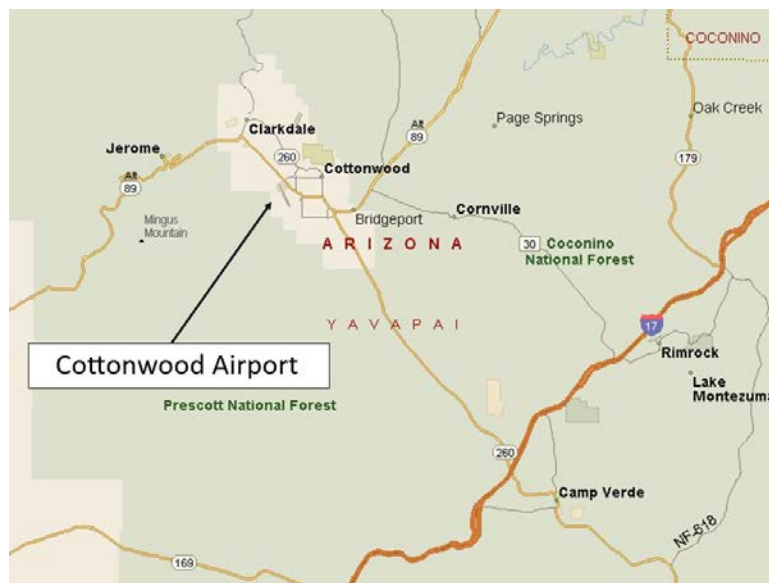 COCONINO
Oak Creek
Page Springs
Alt
89
Clarkdale
Jerome
260
Cottonwood
179
Alt
89
Mingus
Mountain
Bridgeport
Cornville
ARIZONA
30
Coconino
National Forest
YAVAPAI
17
Cottonwood Airport
Rimrock
Lake
Montezuma
Prescott National Forest
260
Camp Verde
NF-618
169